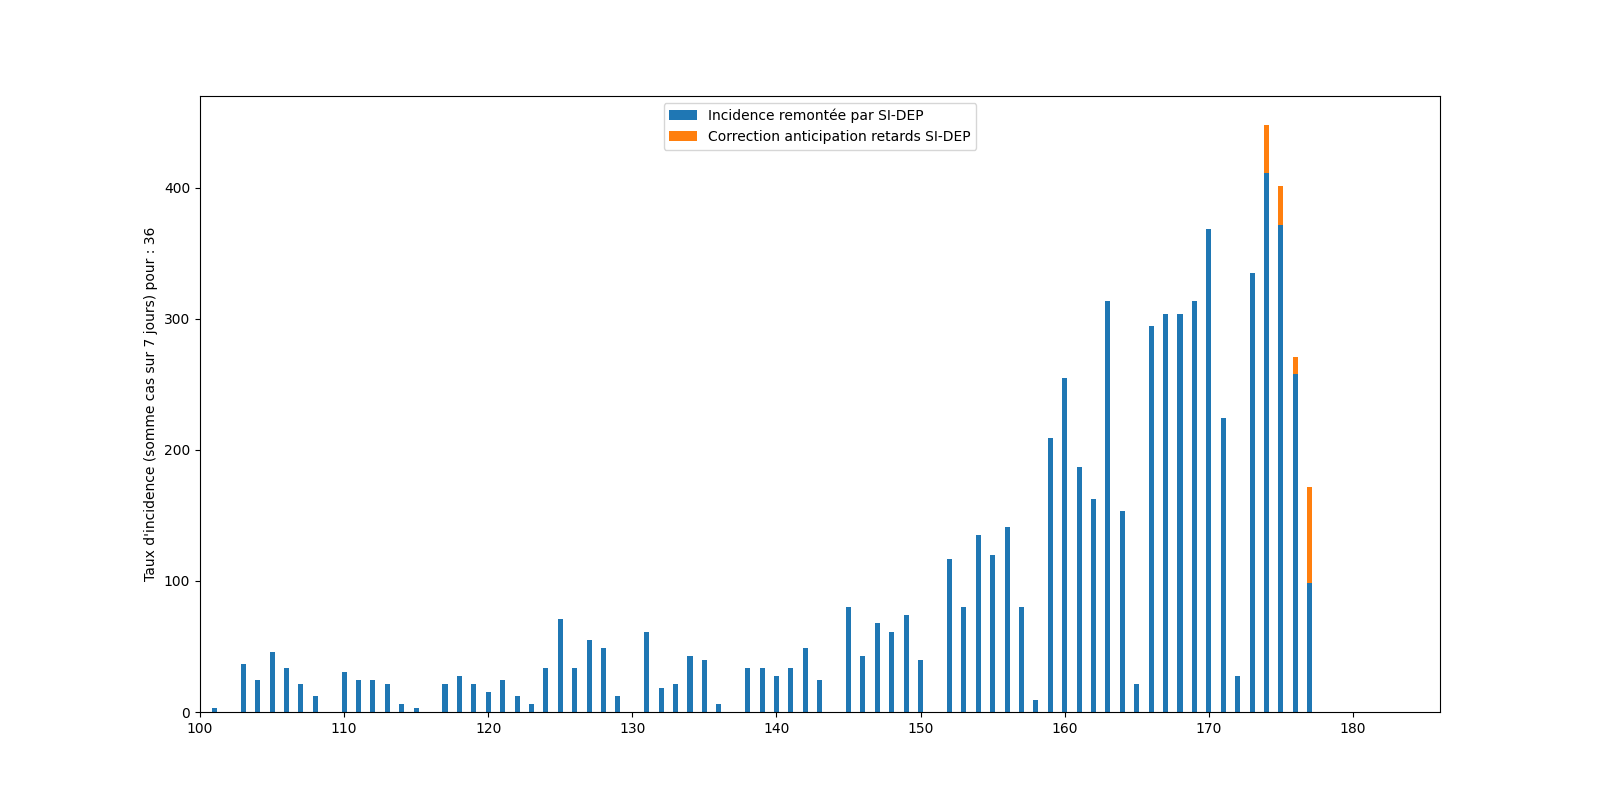 Incidence remontée par SI-DEP
Correction anticipation retards SI-DEP
Taux d'incidence (somme cas sur 7 jours) pour : 36
400
300
200
100
0
100 110 120 130 140 150 160 170 180